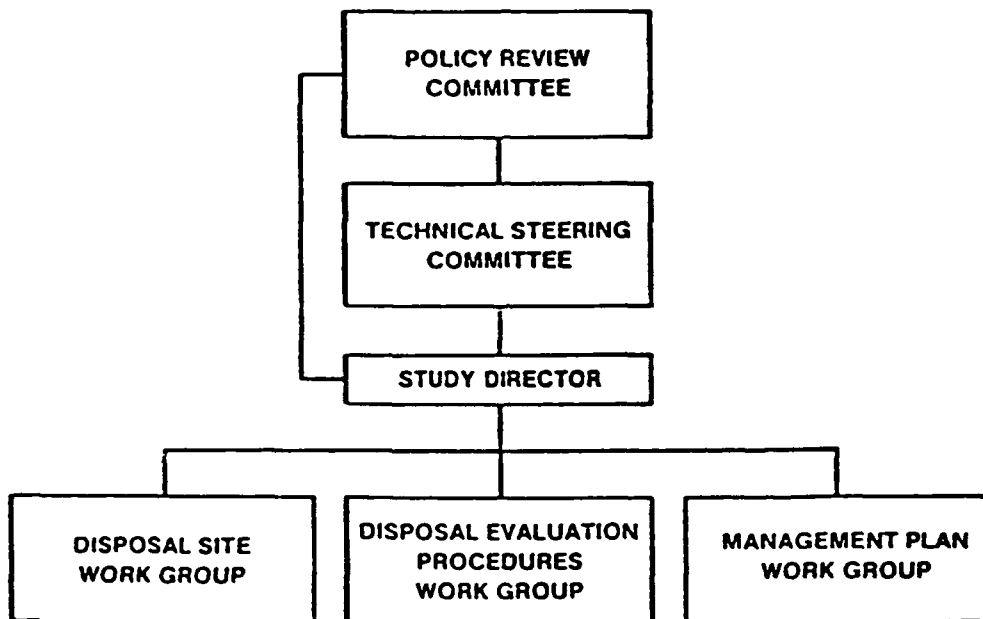 POLICY REVIEW
COMMITTEE
TECHNICAL STEERING
COMMITTEE
STUDY DIRECTOR
DISPOSAL SITE
WORK GROUP
DISPOSAL EVALUATION
PROCEDURES
WORK GROUP
MANAGEMENT PLAN
WORK GROUP